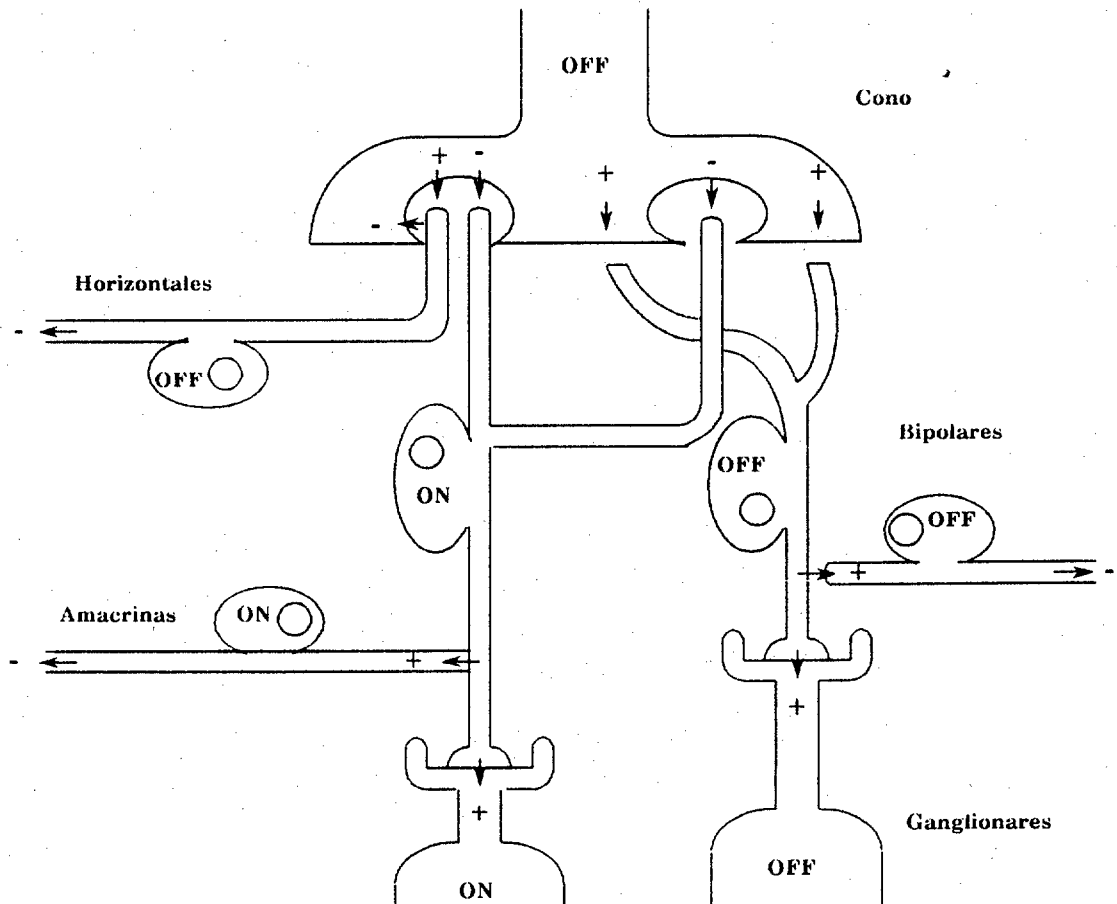 OFF
Cono
+ -
- +
- +
Horizontales
-
OFF
Bipolares
OFF
ON
OFF
+ -
Amacrinas
ON
- +
+
+
Ganglionares
OFF
ON